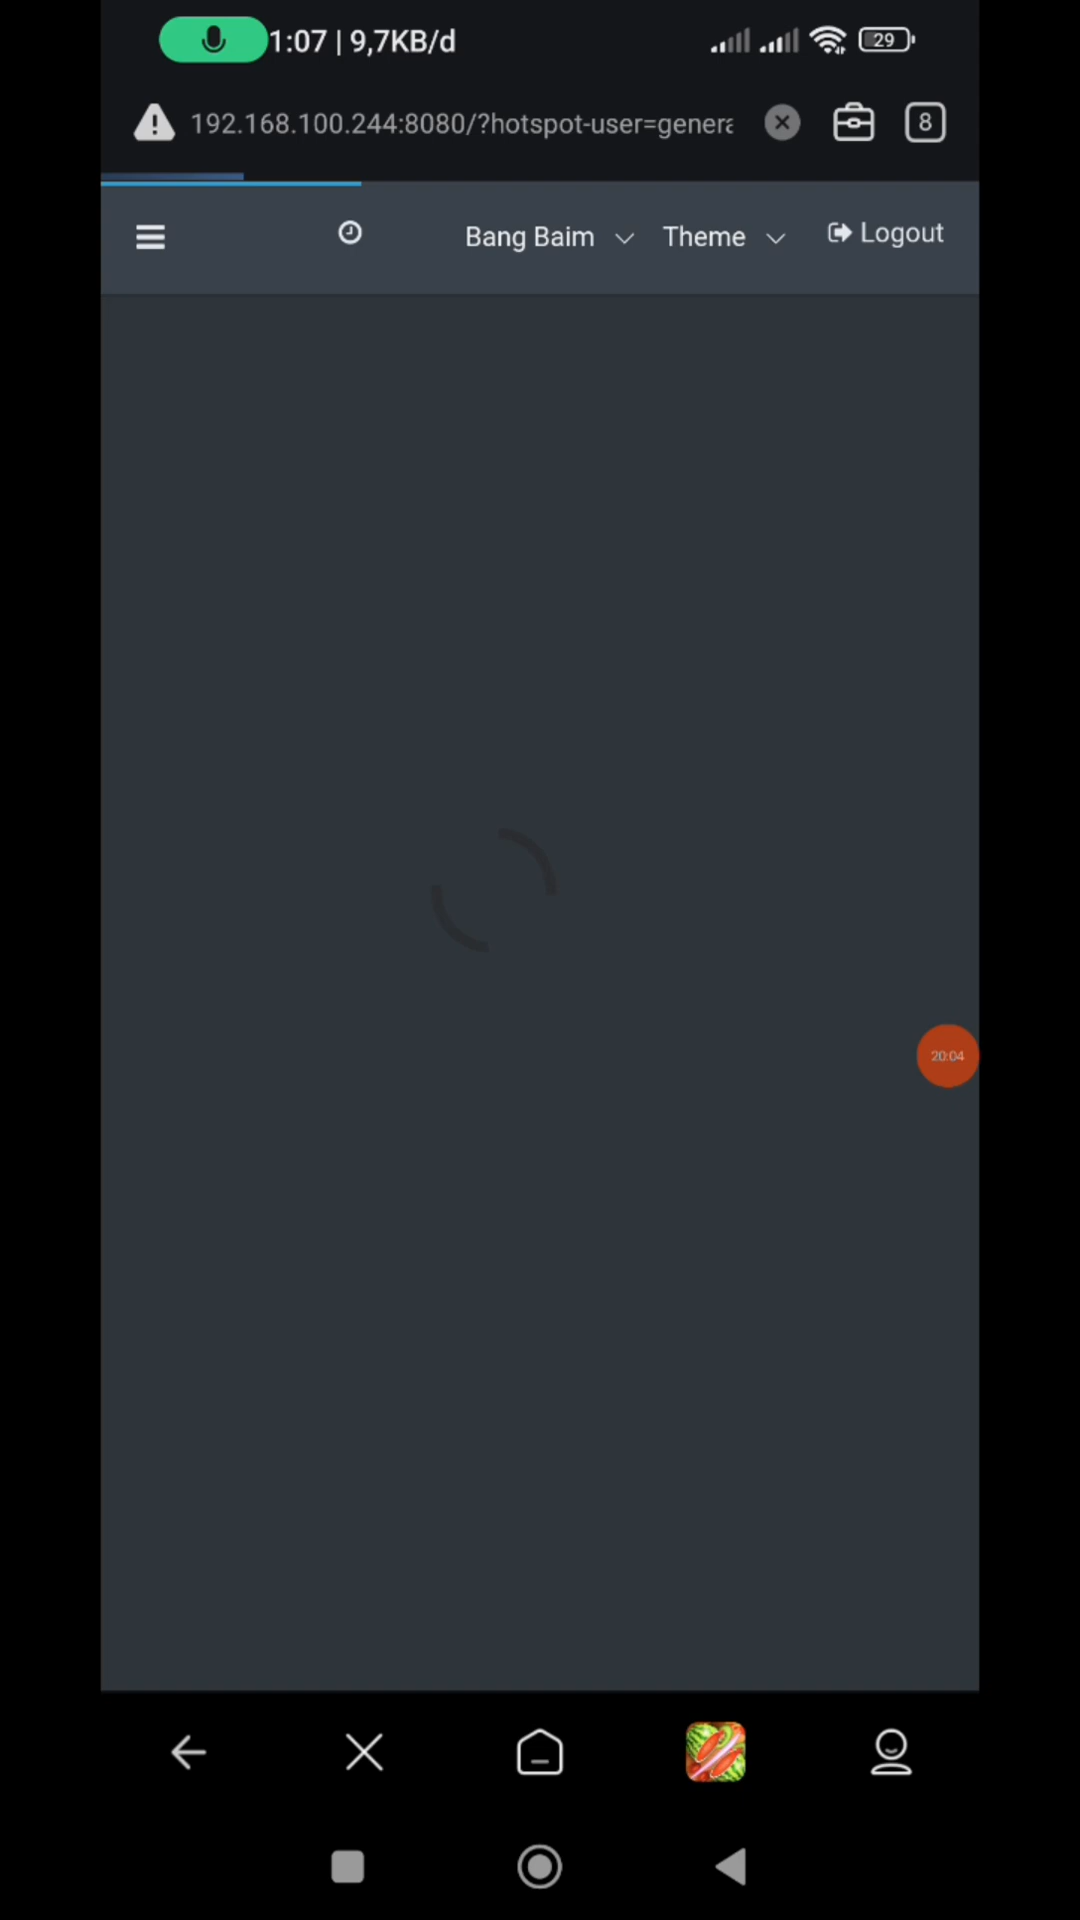 1:07 | 9,7KB/d
29
192.168.100.244:8080/?hotspot-user=genera
8
Bang Baim
Theme
Logout
20:04